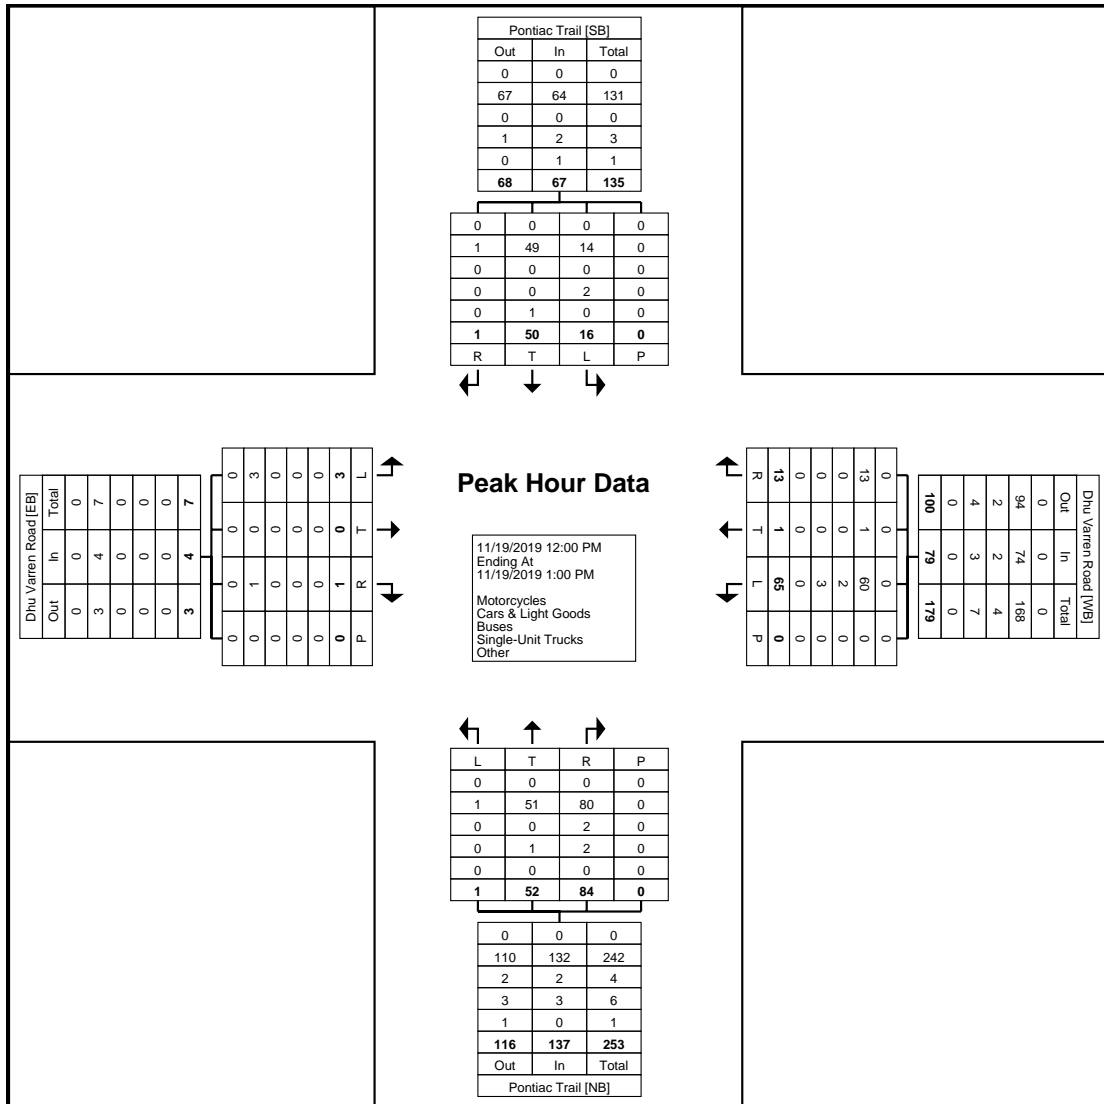 Pontiac Trail [SB]
Out In Total
0 0 0
67 64 131
0 0 0
1 2 3
0 1 1
68 67 135
0 0 0 0
1 49 14 0
0 0 0 0
0 0 2 0
0 1 0 0
1 50 16 0
R T L P
Dhu Varren Road [EB]
Total In Out
0 0 0
7 4 3
0 0 0
0 0 0
0 0 0
7 4 3
0 0 0 0
3 0 1 0
0 0 0 0
0 0 0 0
0 0 0 0
3 0 1 0
L T R P
Peak Hour Data
11/19/2019 12:00 PM
Ending At
11/19/2019 1:00 PM
Motorcycles
Cars & Light Goods
Buses
Single-Unit Trucks
Other
R T L P
13 1 65 0
0 0 0 0
0 0 3 0
0 0 2 0
13 1 60 0
0 0 0 0
Dhu Varren Road [WB]
Out In Total
0 0 0
94 74 168
2 2 4
4 3 7
0 0 0
100 79 179
L T R P
0 0 0 0
1 51 80 0
0 0 2 0
0 1 2 0
0 0 0 0
1 52 84 0
0 0 0
110 132 242
2 2 4
3 3 6
1 0 1
116 137 253
Out In Total
Pontiac Trail [NB]